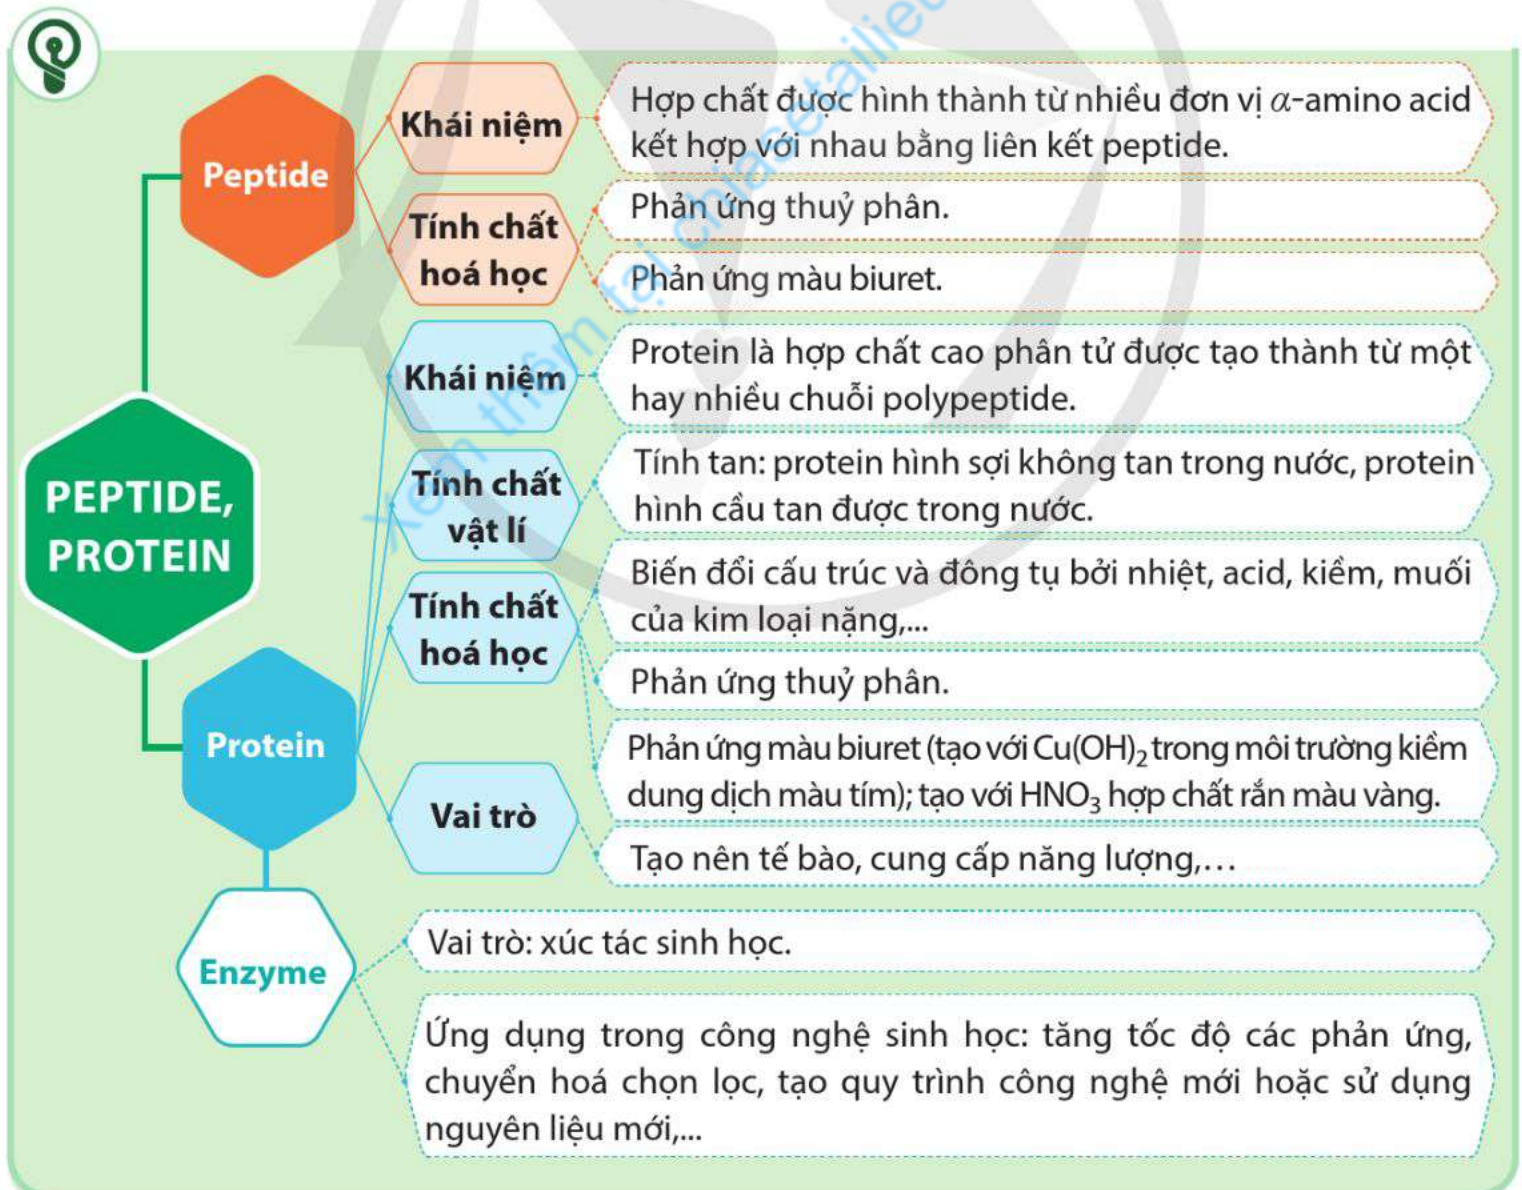 PEPTIDE,
PROTEIN
Peptide
Khái niệm
Hợp chất được hình thành từ nhiều đơn vị α-amino acid
kết hợp với nhau bằng liên kết peptide.
Tính chất
hoá học
Phản ứng thuỷ phân.
Phản ứng màu biuret.
Protein
Khái niệm
Protein là hợp chất cao phân tử được tạo thành từ một
hay nhiều chuỗi polypeptide.
Tính chất
vật lí
Tính tan: protein hình sợi không tan trong nước, protein
hình cầu tan được trong nước.
Tính chất
hoá học
Biến đổi cấu trúc và đông tụ bởi nhiệt, acid, kiềm, muối
của kim loại nặng,...
Phản ứng thuỷ phân.
Phản ứng màu biuret (tạo với Cu(OH)₂ trong môi trường kiềm
dung dịch màu tím); tạo với HNO₃ hợp chất rắn màu vàng.
Vai trò
Tạo nên tế bào, cung cấp năng lượng,…
Enzyme
Vai trò: xúc tác sinh học.
Ứng dụng trong công nghệ sinh học: tăng tốc độ các phản ứng,
chuyển hoá chọn lọc, tạo quy trình công nghệ mới hoặc sử dụng
nguyên liệu mới,...
Xem thêm tại chiasetailieu